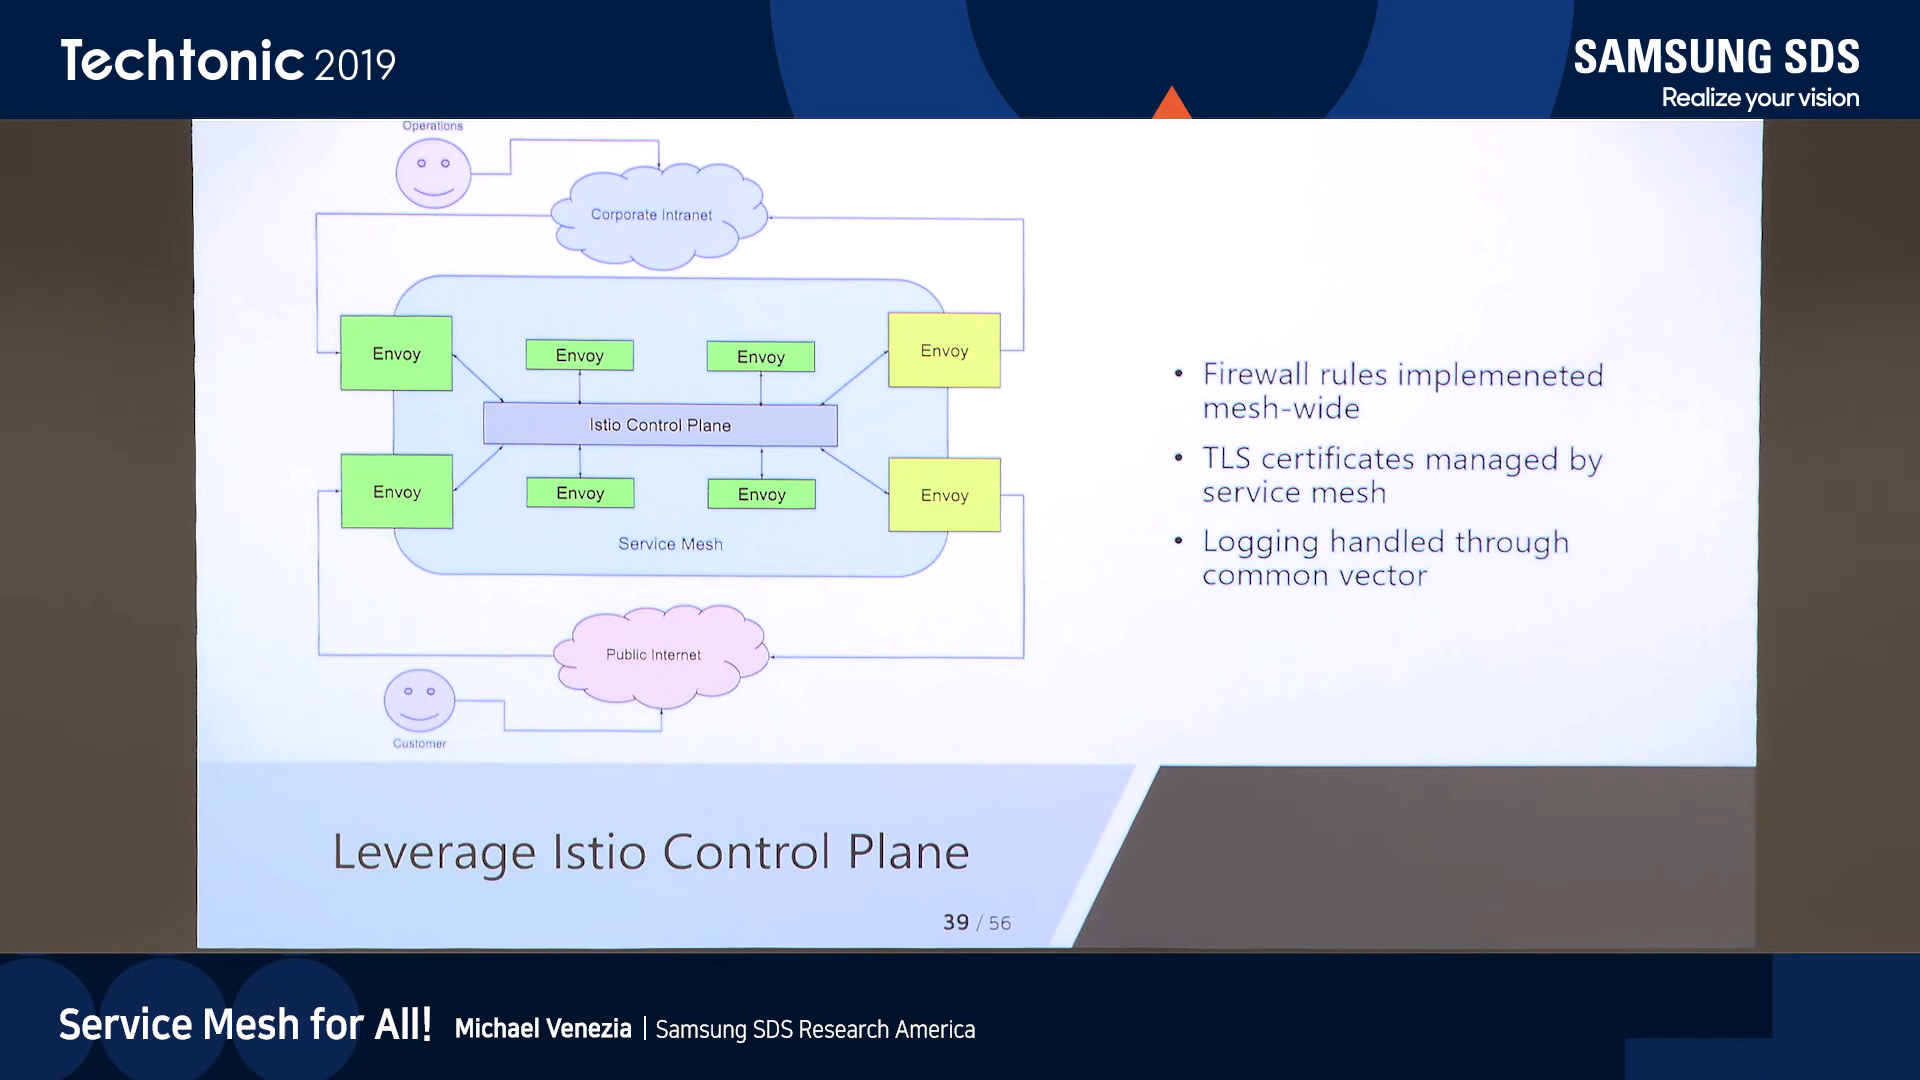 Techtonic 2019
SAMSUNG SDS
Realize your vision
Operations
Corporate Intranet
Envoy
Envoy
Envoy
Envoy
Istio Control Plane
Envoy
Envoy
Envoy
Envoy
Service Mesh
Public Internet
Customer
• Firewall rules implemeneted
mesh-wide
• TLS certificates managed by
service mesh
• Logging handled through
common vector
Leverage Istio Control Plane
39 / 56
Service Mesh for All! Michael Venezia | Samsung SDS Research America